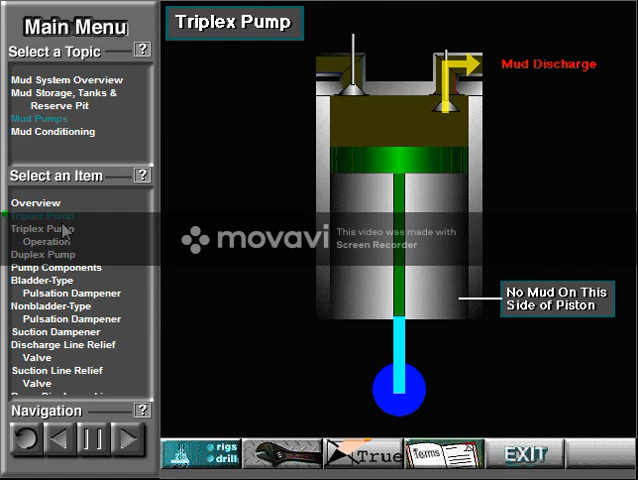 Main Menu
Select a Topic ?
Mud System Overview
Mud Storage, Tanks &
Reserve Pit
Mud Pumps
Mud Conditioning
Select an Item ?
Overview
Triplex Pump
Triplex Pump
Operation
Duplex Pump
Pump Components
Bladder-Type
Pulsation Dampener
Nonbladder-Type
Pulsation Dampener
Suction Dampener
Discharge Line Relief
Valve
Suction Line Relief
Valve
Navigation ?
Triplex Pump
Mud Discharge
movavi
This video was made with
Screen Recorder
No Mud On This
Side of Piston
rigs
drill
True
Terms
EXIT